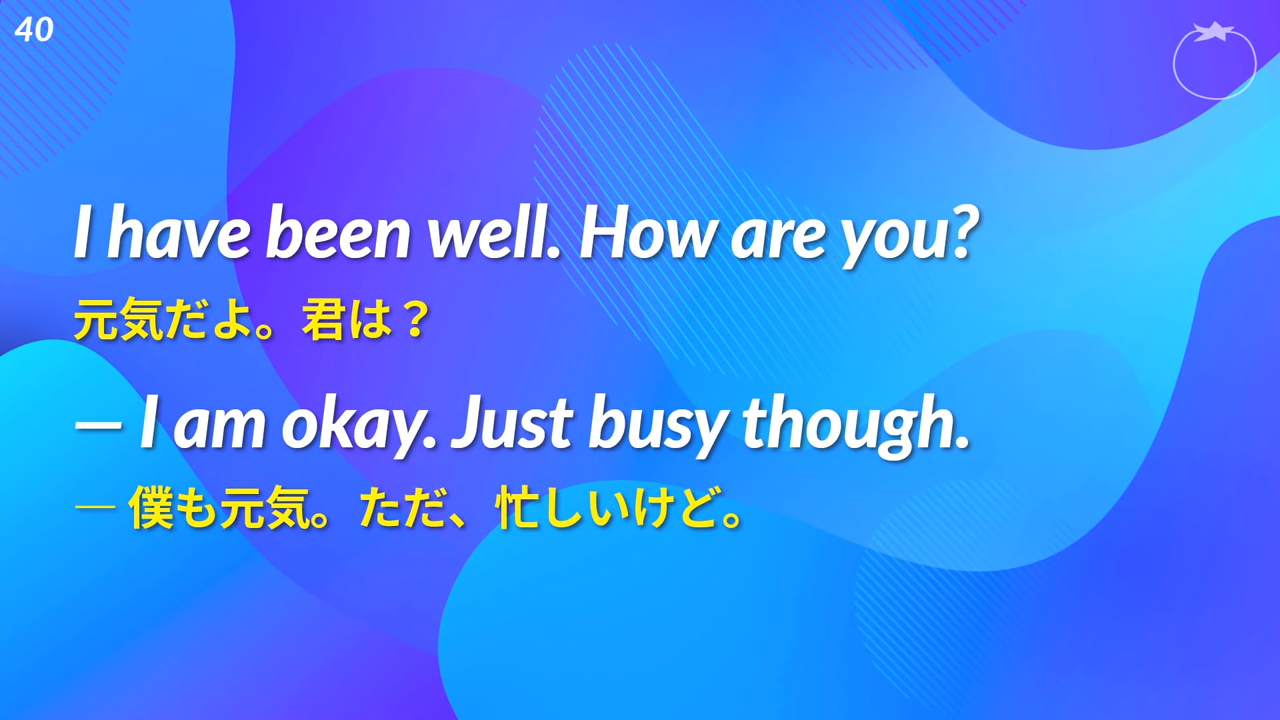 40
I have been well. How are you?
元気だよ。君は？
– I am okay. Just busy though.
― 僕も元気。ただ、忙しいけど。